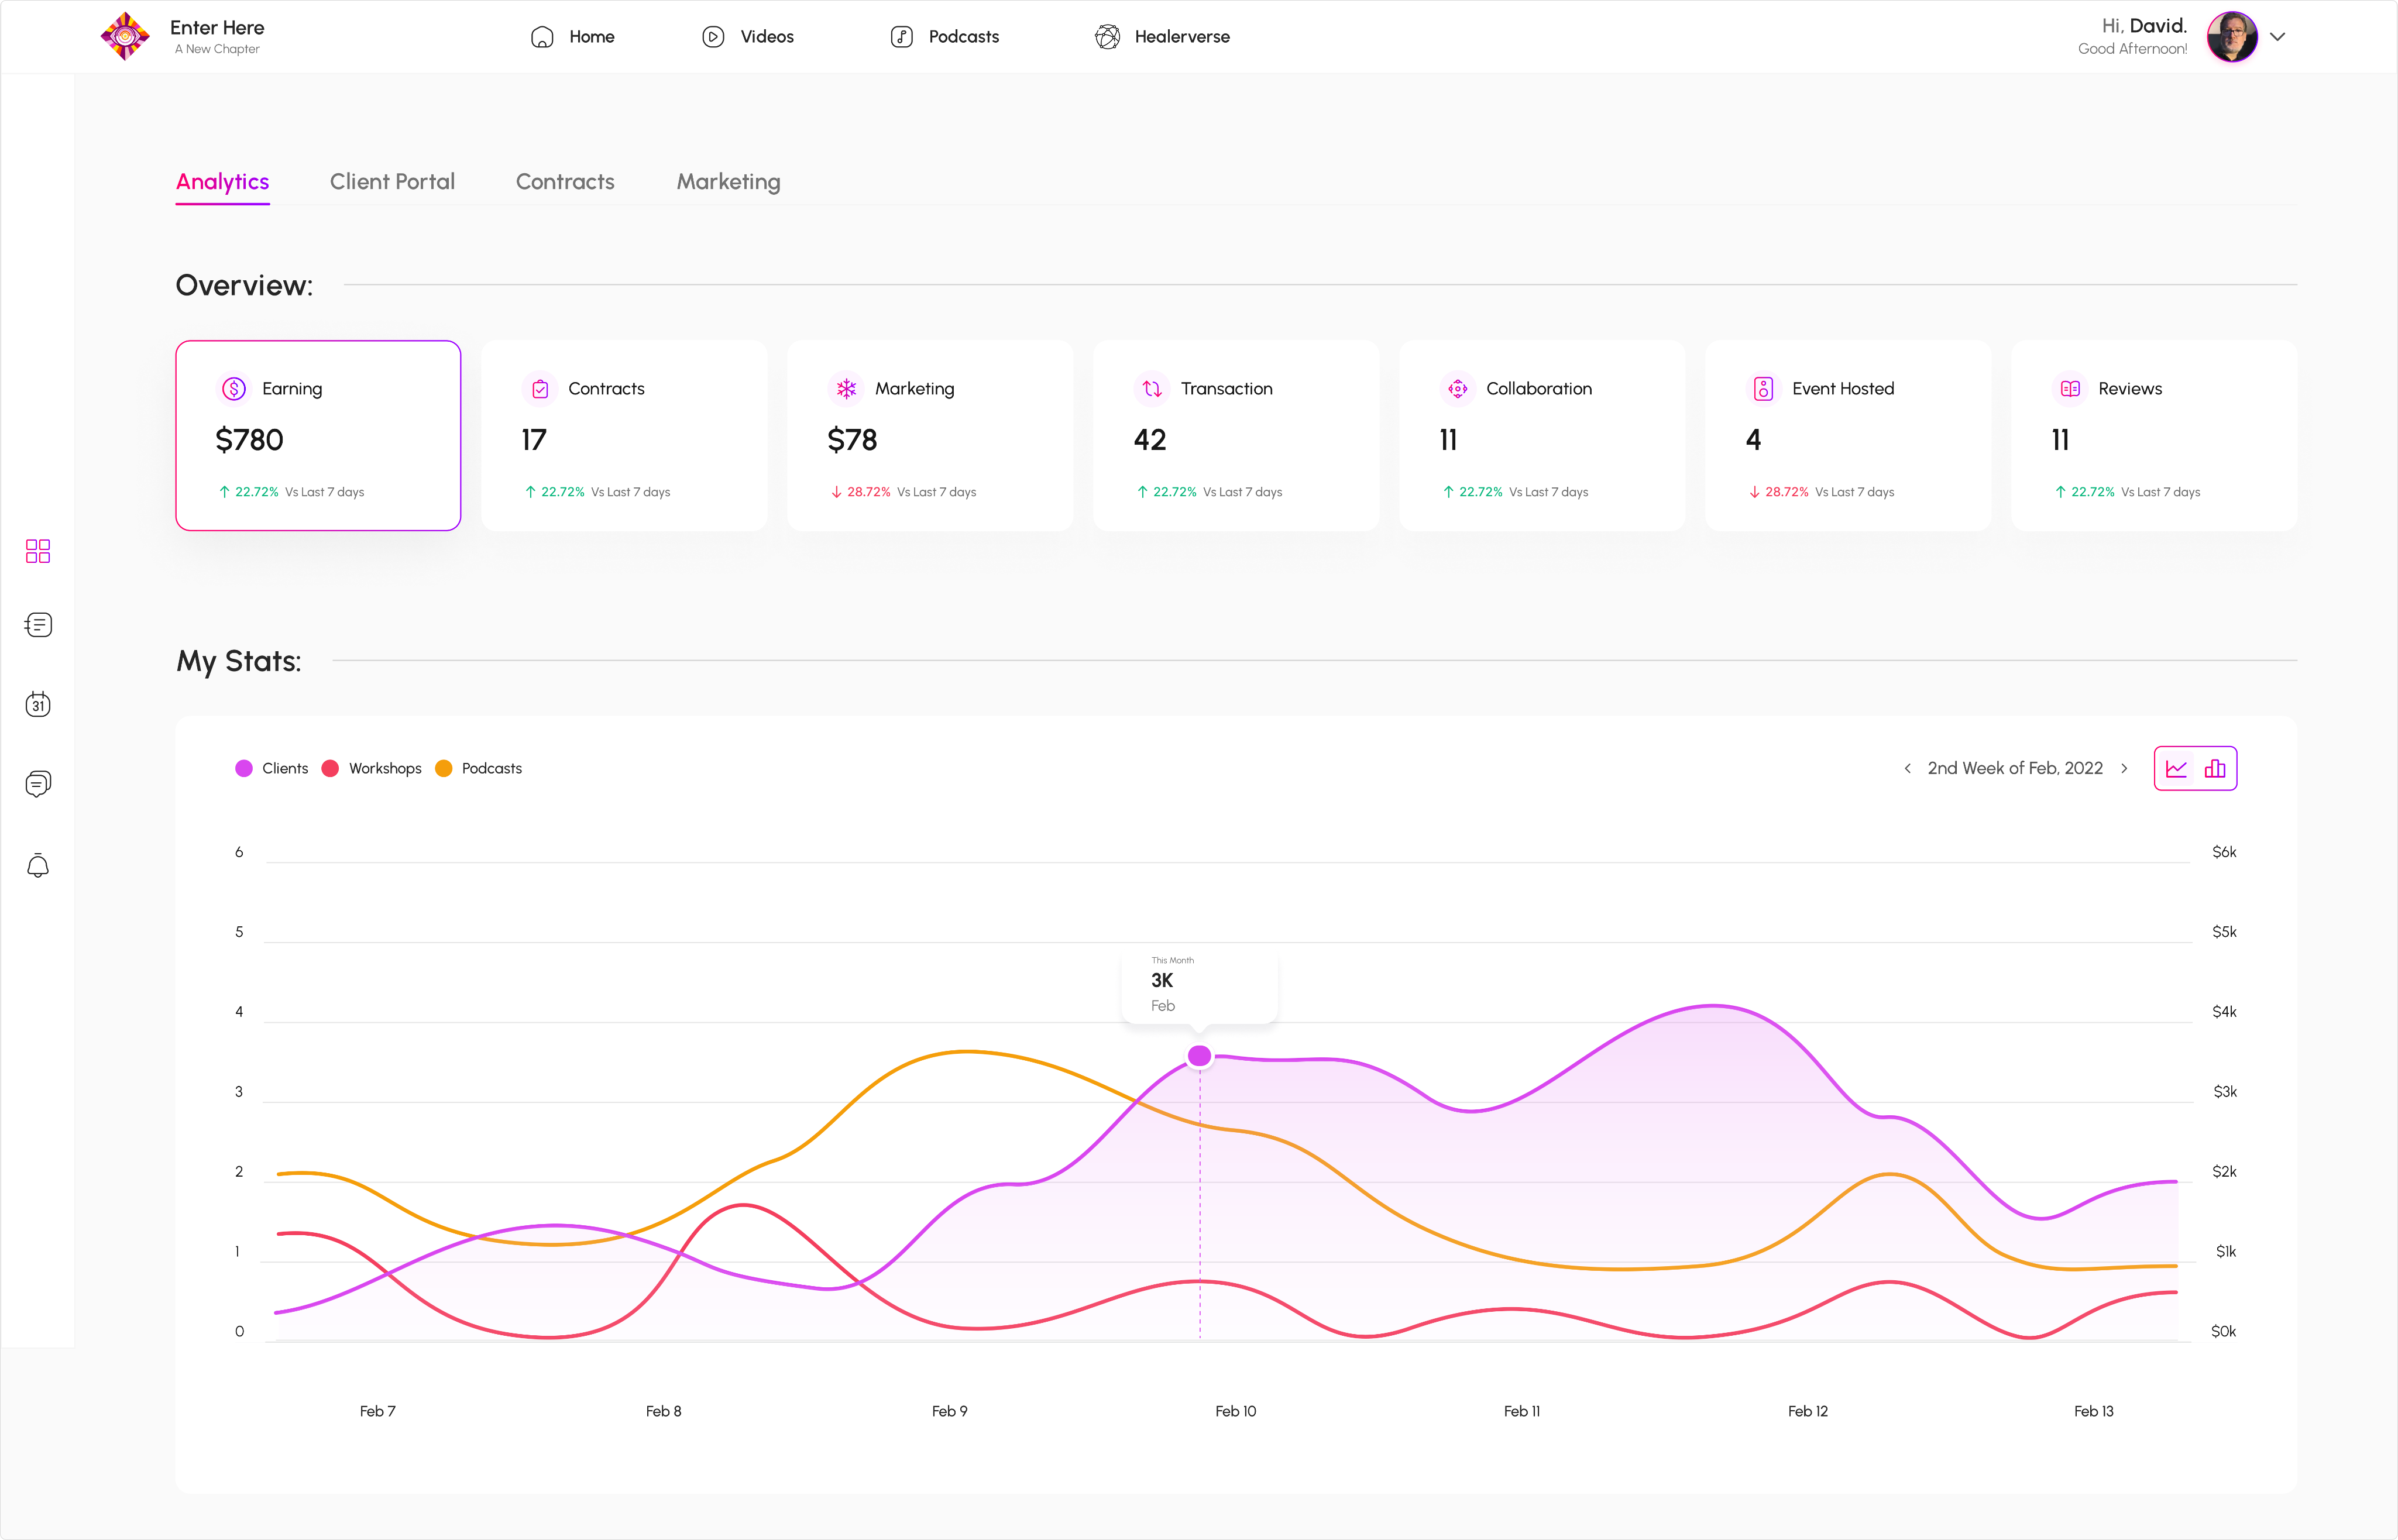 Enter Here
A New Chapter
Home
Videos
Podcasts
Healerverse
Hi, David.
Good Afternoon!
Analytics
Client Portal
Contracts
Marketing
Overview:
Earning
$780
22.72% Vs Last 7 days
Contracts
17
22.72% Vs Last 7 days
Marketing
$78
28.72% Vs Last 7 days
Transaction
42
22.72% Vs Last 7 days
Collaboration
11
22.72% Vs Last 7 days
Event Hosted
4
28.72% Vs Last 7 days
Reviews
11
22.72% Vs Last 7 days
31
My Stats:
Clients
Workshops
Podcasts
2nd Week of Feb, 2022
6
5
4
3
2
1
0
This Month
3K
Feb
$6k
$5k
$4k
$3k
$2k
$1k
$0k
Feb 7
Feb 8
Feb 9
Feb 10
Feb 11
Feb 12
Feb 13